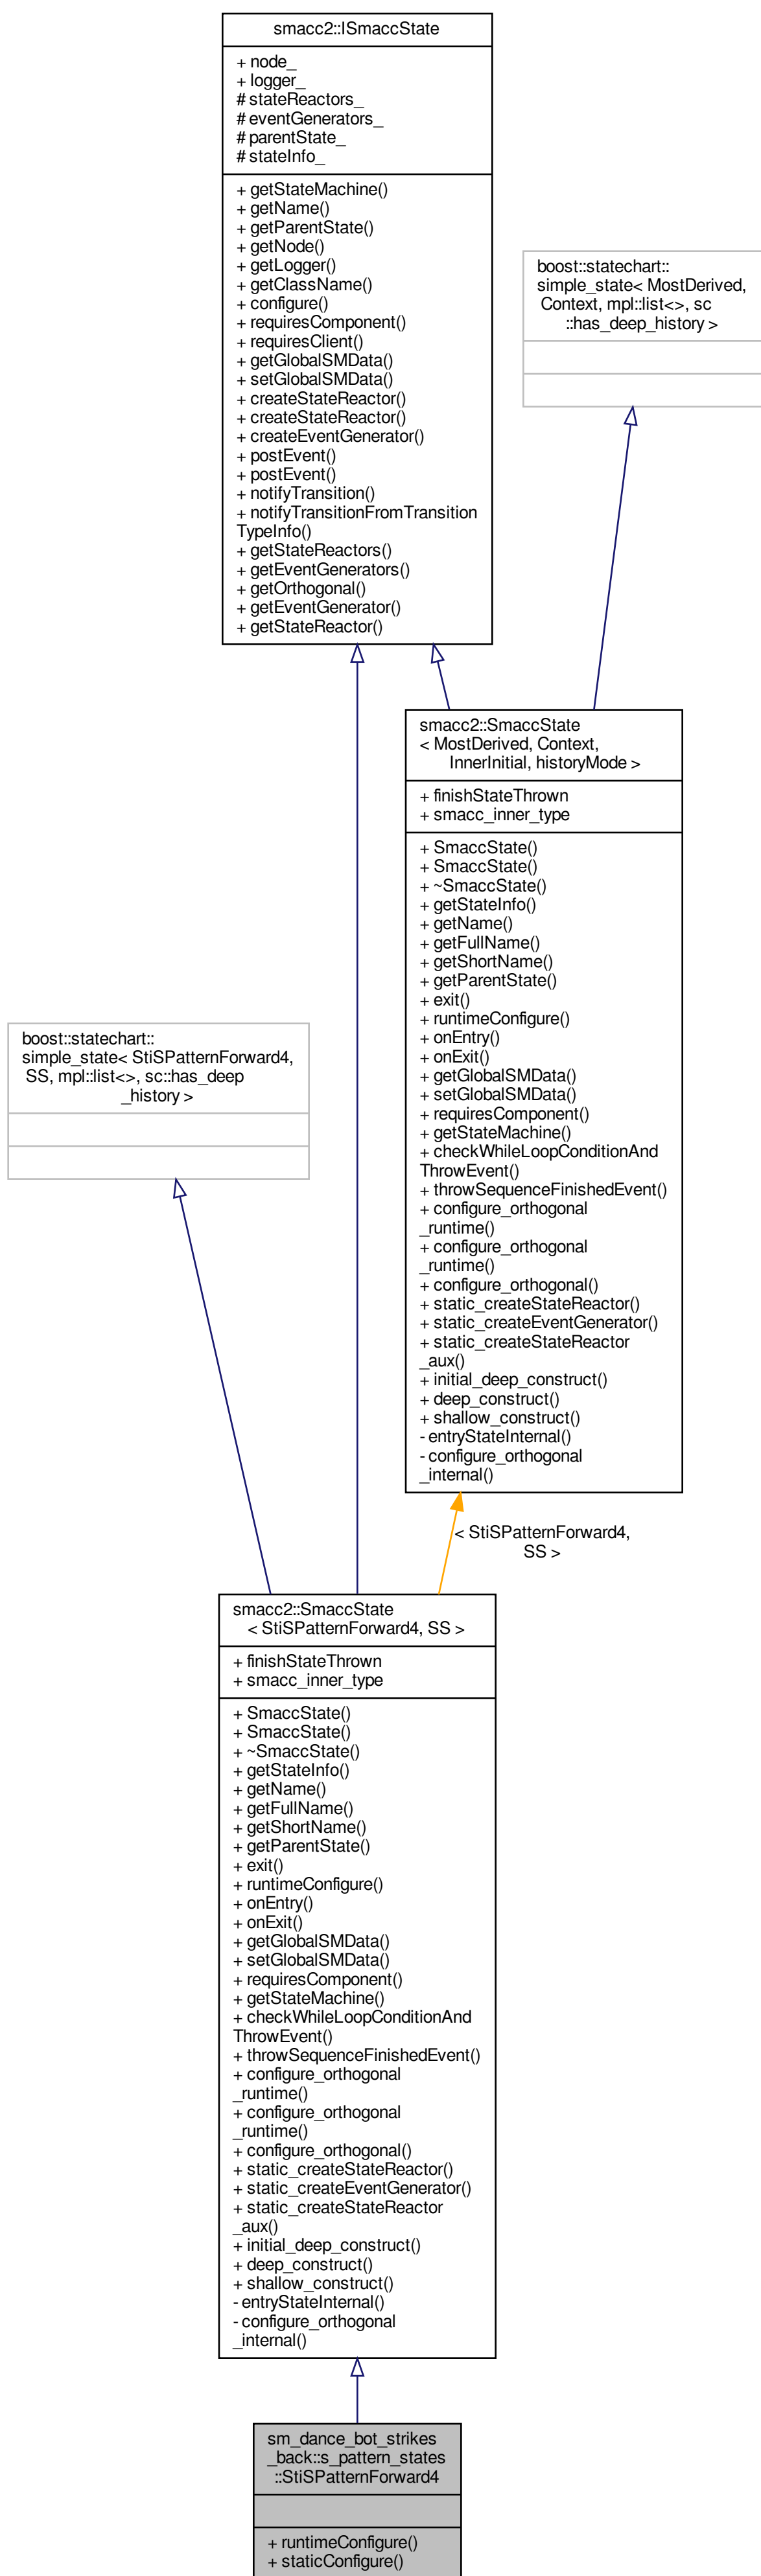 smacc2::ISmaccState
+ node_
+ logger_
# stateReactors_
# eventGenerators_
# parentState_
# stateInfo_
+ getStateMachine()
+ getName()
+ getParentState()
+ getNode()
+ getLogger()
+ getClassName()
+ configure()
+ requiresComponent()
+ requiresClient()
+ getGlobalSMData()
+ setGlobalSMData()
+ createStateReactor()
+ createStateReactor()
+ createEventGenerator()
+ postEvent()
+ postEvent()
+ notifyTransition()
+ notifyTransitionFromTransition
TypeInfo()
+ getStateReactors()
+ getEventGenerators()
+ getOrthogonal()
+ getEventGenerator()
+ getStateReactor()
boost::statechart::
simple_state< MostDerived,
Context, mpl::list<>, sc
::has_deep_history >
smacc2::SmaccState
< MostDerived, Context,
InnerInitial, historyMode >
+ finishStateThrown
+ smacc_inner_type
+ SmaccState()
+ SmaccState()
+ ~SmaccState()
+ getStateInfo()
+ getName()
+ getFullName()
+ getShortName()
+ getParentState()
+ exit()
+ runtimeConfigure()
+ onEntry()
+ onExit()
+ getGlobalSMData()
+ setGlobalSMData()
+ requiresComponent()
+ getStateMachine()
+ checkWhileLoopConditionAnd
ThrowEvent()
+ throwSequenceFinishedEvent()
+ configure_orthogonal
_runtime()
+ configure_orthogonal
_runtime()
+ configure_orthogonal()
+ static_createStateReactor()
+ static_createEventGenerator()
+ static_createStateReactor
_aux()
+ initial_deep_construct()
+ deep_construct()
+ shallow_construct()
- entryStateInternal()
- configure_orthogonal
_internal()
boost::statechart::
simple_state< StiSPatternForward4,
SS, mpl::list<>, sc::has_deep
_history >
< StiSPatternForward4,
SS >
smacc2::SmaccState
< StiSPatternForward4, SS >
+ finishStateThrown
+ smacc_inner_type
+ SmaccState()
+ SmaccState()
+ ~SmaccState()
+ getStateInfo()
+ getName()
+ getFullName()
+ getShortName()
+ getParentState()
+ exit()
+ runtimeConfigure()
+ onEntry()
+ onExit()
+ getGlobalSMData()
+ setGlobalSMData()
+ requiresComponent()
+ getStateMachine()
+ checkWhileLoopConditionAnd
ThrowEvent()
+ throwSequenceFinishedEvent()
+ configure_orthogonal
_runtime()
+ configure_orthogonal
_runtime()
+ configure_orthogonal()
+ static_createStateReactor()
+ static_createEventGenerator()
+ static_createStateReactor
_aux()
+ initial_deep_construct()
+ deep_construct()
+ shallow_construct()
- entryStateInternal()
- configure_orthogonal
_internal()
sm_dance_bot_strikes
_back::s_pattern_states
::StiSPatternForward4
+ runtimeConfigure()
+ staticConfigure()